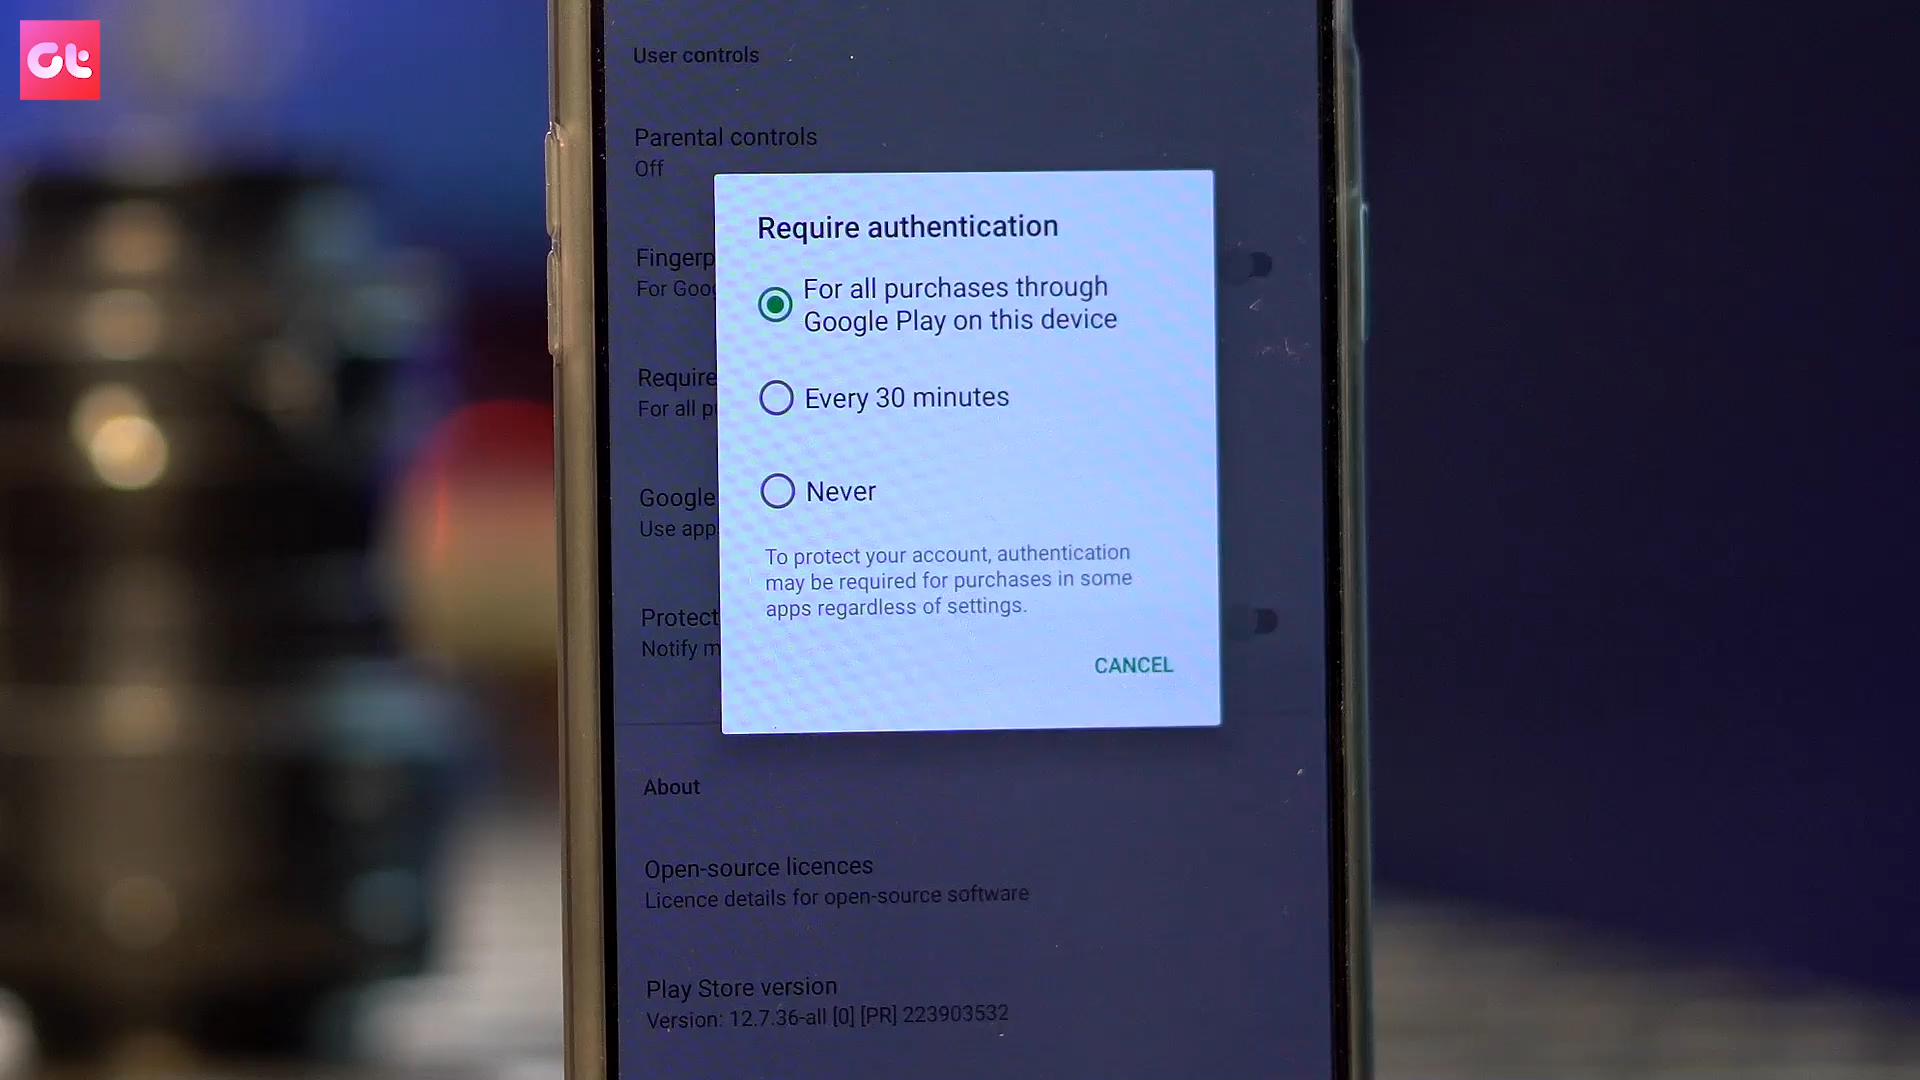 Gt
User controls
Parental controls
Off
Require authentication
Fingerp
For Goo
For all purchases through
Google Play on this device
Require
For all p
Every 30 minutes
Google
Use app
Never
To protect your account, authentication
may be required for purchases in some
apps regardless of settings.
Protect
Notify m
CANCEL
About
Open-source licences
Licence details for open-source software
Play Store version
Version: 12.7.36-all [0] [PR] 223903532